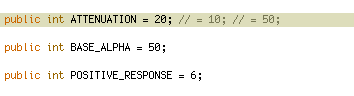 public int ATTENUATION = 20; // = 10; // = 50;
public int BASE_ALPHA = 50;
public int POSITIVE_RESPONSE = 6;